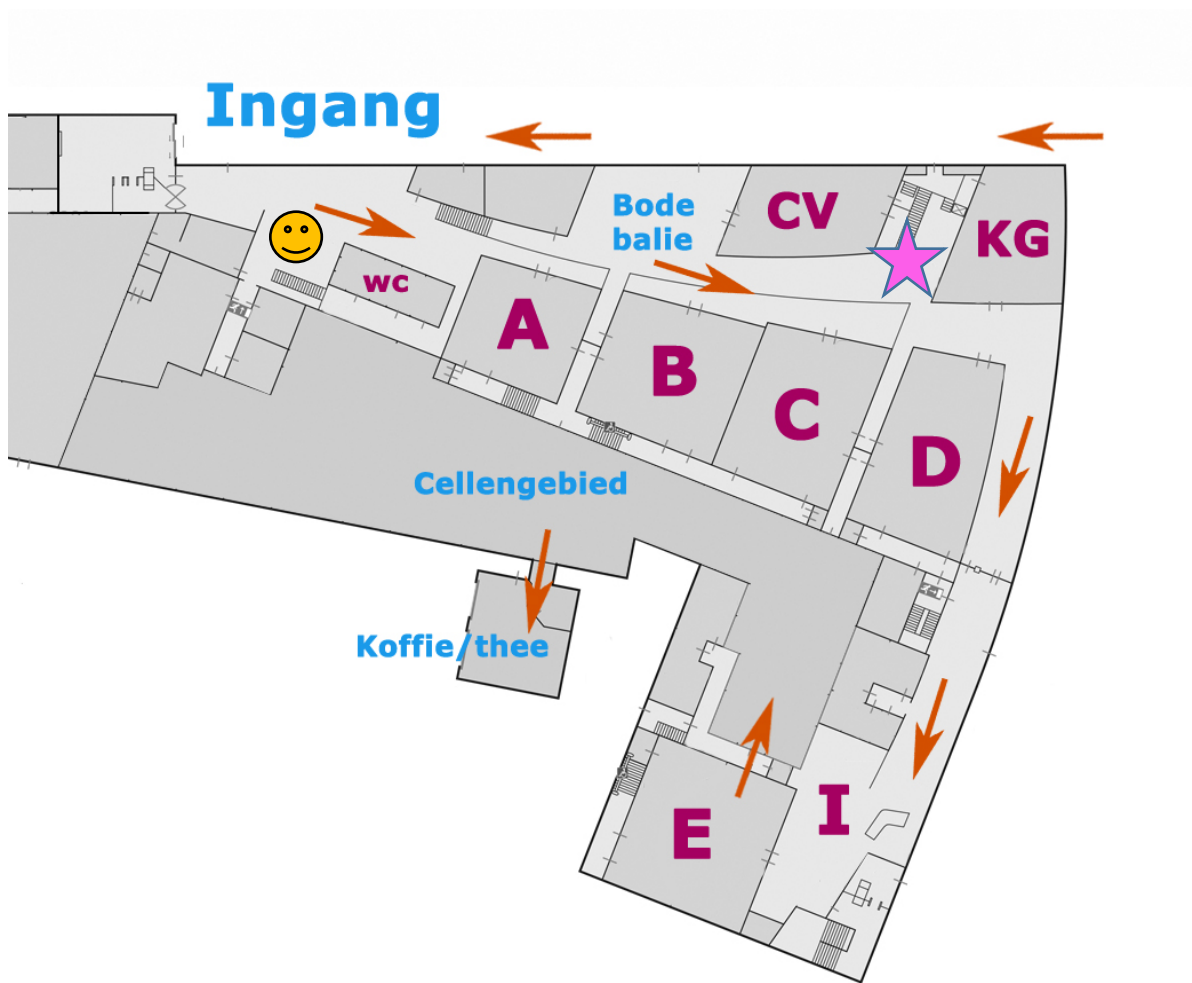 Ingang
Bode
balie
CV
KG
wc
A
B
C
D
Cellengebied
Koffie/thee
E
I